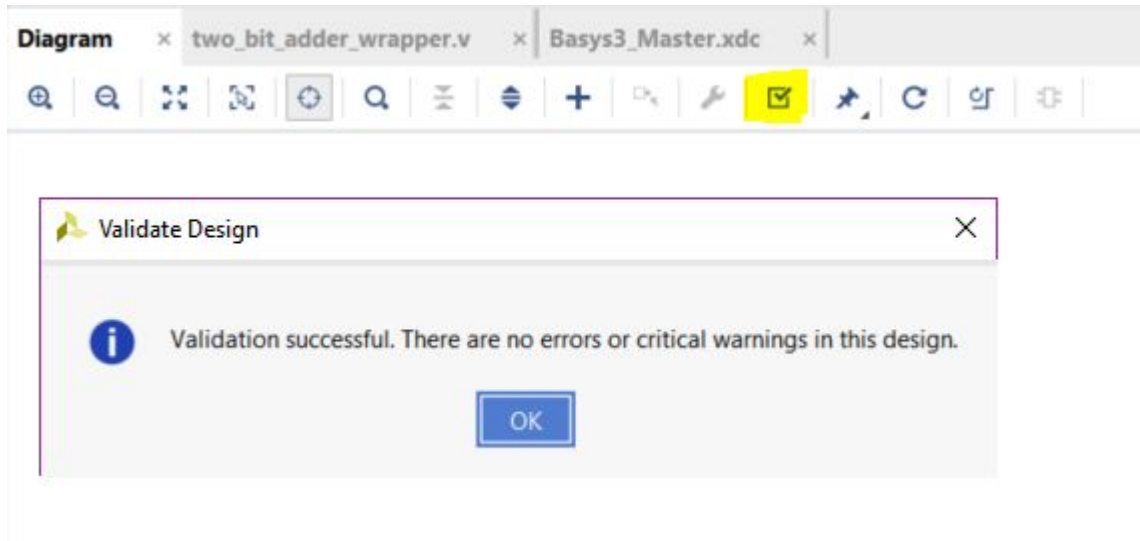 Diagram × two_bit_adder_wrapper.v × Basys3_Master.xdc ×
Validate Design
Validation successful. There are no errors or critical warnings in this design.
OK